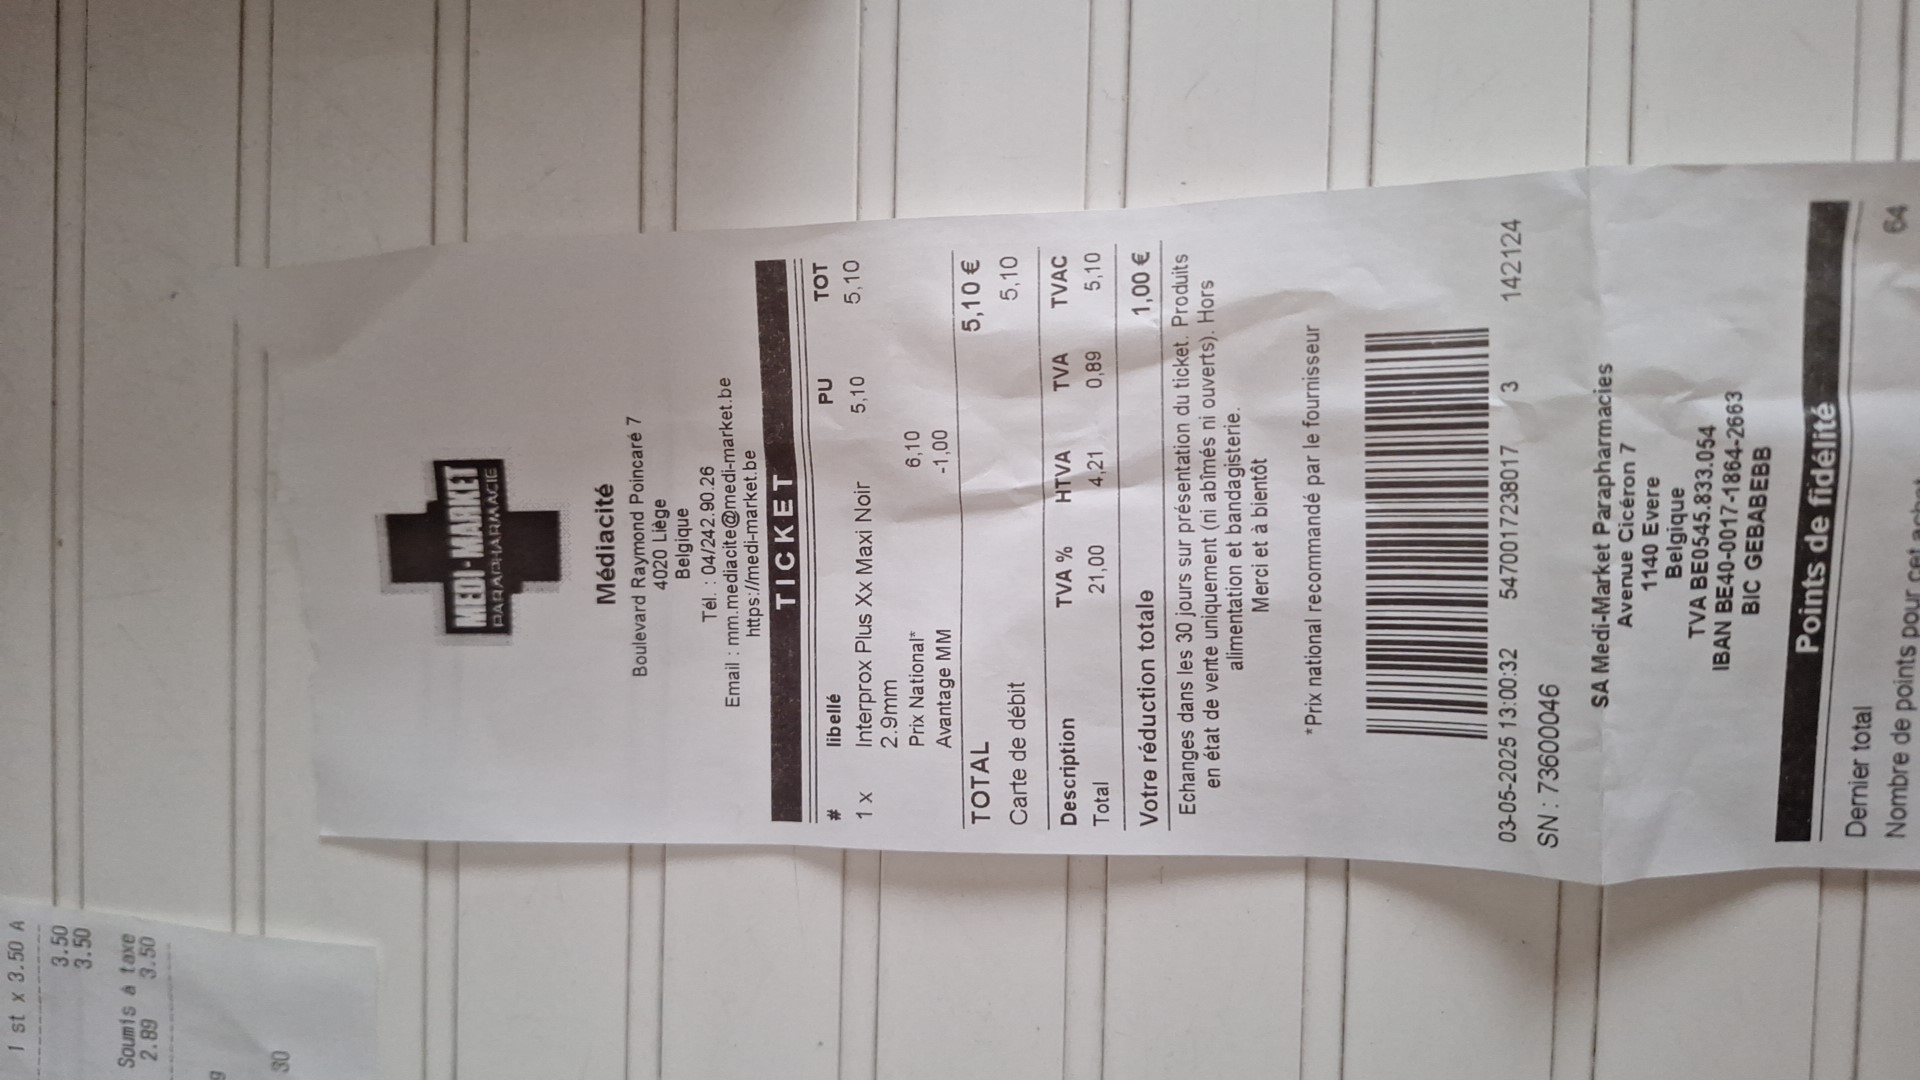 MEDI-MARKET
PARAPHARMACIE
Médiacité
Boulevard Raymond Poincaré 7
4020 Liège
Belgique
Tél. : 04/242.90.26
Email : mm.mediacite@medi-market.be
https://medi-market.be
TICKET
# libellé PU TOT
1 x Interprox Plus Xx Maxi Noir 5,10 5,10
2.9mm
Prix National* 6,10
Avantage MM -1,00
TOTAL 5,10 €
Carte de débit 5,10
Description TVA % HTVA TVA TVAC
Total 21,00 4,21 0,89 5,10
Votre réduction totale 1,00 €
Echanges dans les 30 jours sur présentation du ticket. Produits
en état de vente uniquement (ni abîmés ni ouverts). Hors
alimentation et bandagisterie.
Merci et à bientôt
*Prix national recommandé par le fournisseur
03-05-2025 13:00:32 5470017238017 3 142124
SN : 73600046
SA Medi-Market Parapharmacies
Avenue Cicéron 7
1140 Evere
Belgique
TVA BE0545.833.054
IBAN BE40-0017-1864-2663
BIC GEBABEBB
Points de fidélité
Dernier total 64
Nombre de points pour cet achat
1 st x 3.50 A
3.50
3.50
Soumis à taxe
2.89 3.50
g
30